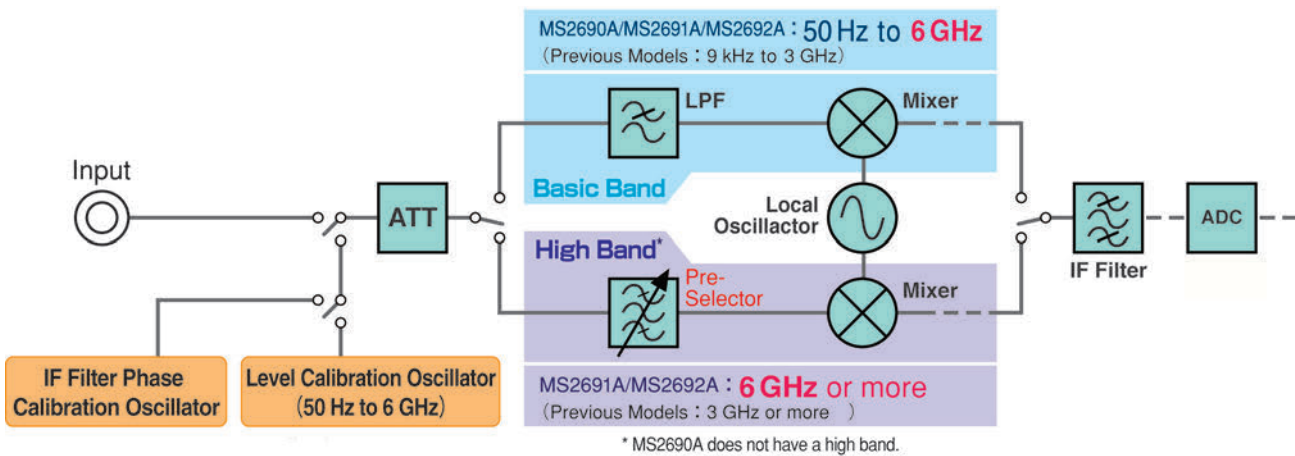 MS2690A/MS2691A/MS2692A : 50 Hz to 6 GHz
(Previous Models : 9 kHz to 3 GHz)
LPF
Mixer
Input
Basic Band
ATT
Local
Oscillactor
ADC
IF Filter
High Band*
Pre-
Selector
Mixer
IF Filter Phase
Calibration Oscillator
Level Calibration Oscillator
(50 Hz to 6 GHz)
MS2691A/MS2692A : 6 GHz or more
(Previous Models : 3 GHz or more )
* MS2690A does not have a high band.